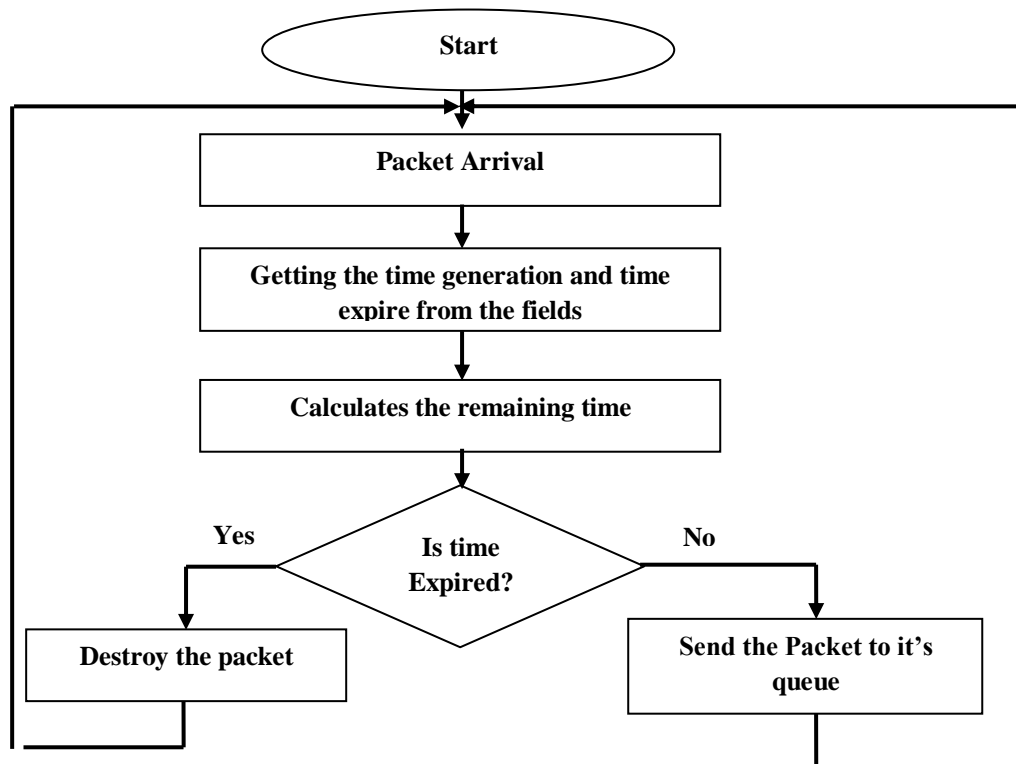 Start
Packet Arrival
Getting the time generation and time
expire from the fields
Calculates the remaining time
Yes
No
Is time
Expired?
Destroy the packet
Send the Packet to it’s
queue